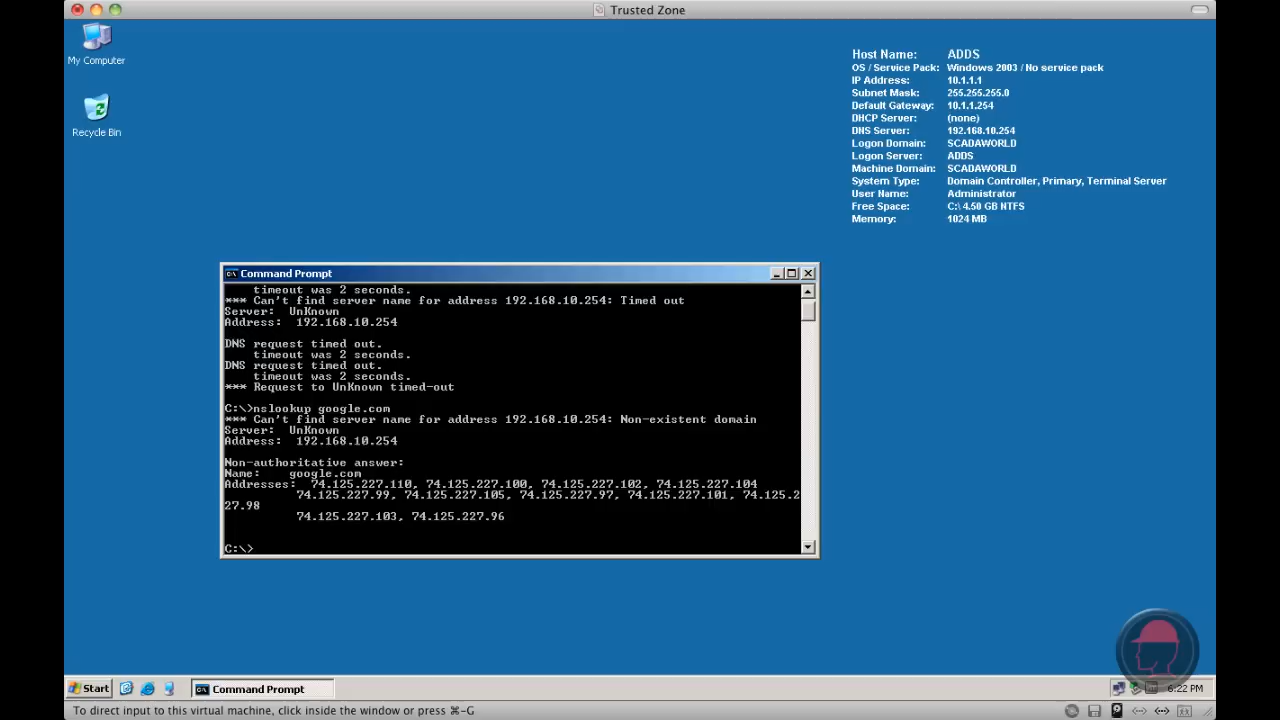 Trusted Zone
My Computer
Recycle Bin
Host Name: ADDS
OS / Service Pack: Windows 2003 / No service pack
IP Address: 10.1.1.1
Subnet Mask: 255.255.255.0
Default Gateway: 10.1.1.254
DHCP Server: (none)
DNS Server: 192.168.10.254
Logon Domain: SCADAWORLD
Logon Server: ADDS
Machine Domain: SCADAWORLD
System Type: Domain Controller, Primary, Terminal Server
User Name: Administrator
Free Space: C:\ 4.50 GB NTFS
Memory: 1024 MB
Command Prompt
timeout was 2 seconds.
*** Can't find server name for address 192.168.10.254: Timed out
Server: UnKnown
Address: 192.168.10.254
DNS request timed out.
timeout was 2 seconds.
DNS request timed out.
timeout was 2 seconds.
*** Request to UnKnown timed-out
C:\>nslookup google.com
*** Can't find server name for address 192.168.10.254: Non-existent domain
Server: UnKnown
Address: 192.168.10.254
Non-authoritative answer:
Name: google.com
Addresses: 74.125.227.110, 74.125.227.100, 74.125.227.102, 74.125.227.104
74.125.227.99, 74.125.227.105, 74.125.227.97, 74.125.227.101, 74.125.2
27.98
74.125.227.103, 74.125.227.96
C:\>
Start
Command Prompt
6:22 PM
To direct input to this virtual machine, click inside the window or press ⌘-G